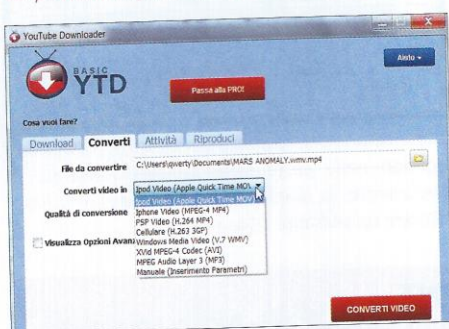 YouTube Downloader
BASIC
YTD
Passa alla PRO!
Aiuto
Cosa vuoi fare?
Download Converti Attività Riproduci
File da convertire C:\Users\qwerty\Documents\MARS ANOMALY.wmv.mp4
Converti video in Ipod Video (Apple Quick Time MOV
Ipod Video (Apple Quick Time MOV
Qualità di conversione Iphone Video (MPEG-4 MP4)
PSP Video (H.264 MP4)
Cellulare (H.263 3GP)
Visualizza Opzioni Avan Windows Media Video (V.7 WMV)
XVid MPEG-4 Codec (AVI)
MPEG Audio Layer 3 (MP3)
Manuale (Inserimento Parametri)
CONVERTI VIDEO